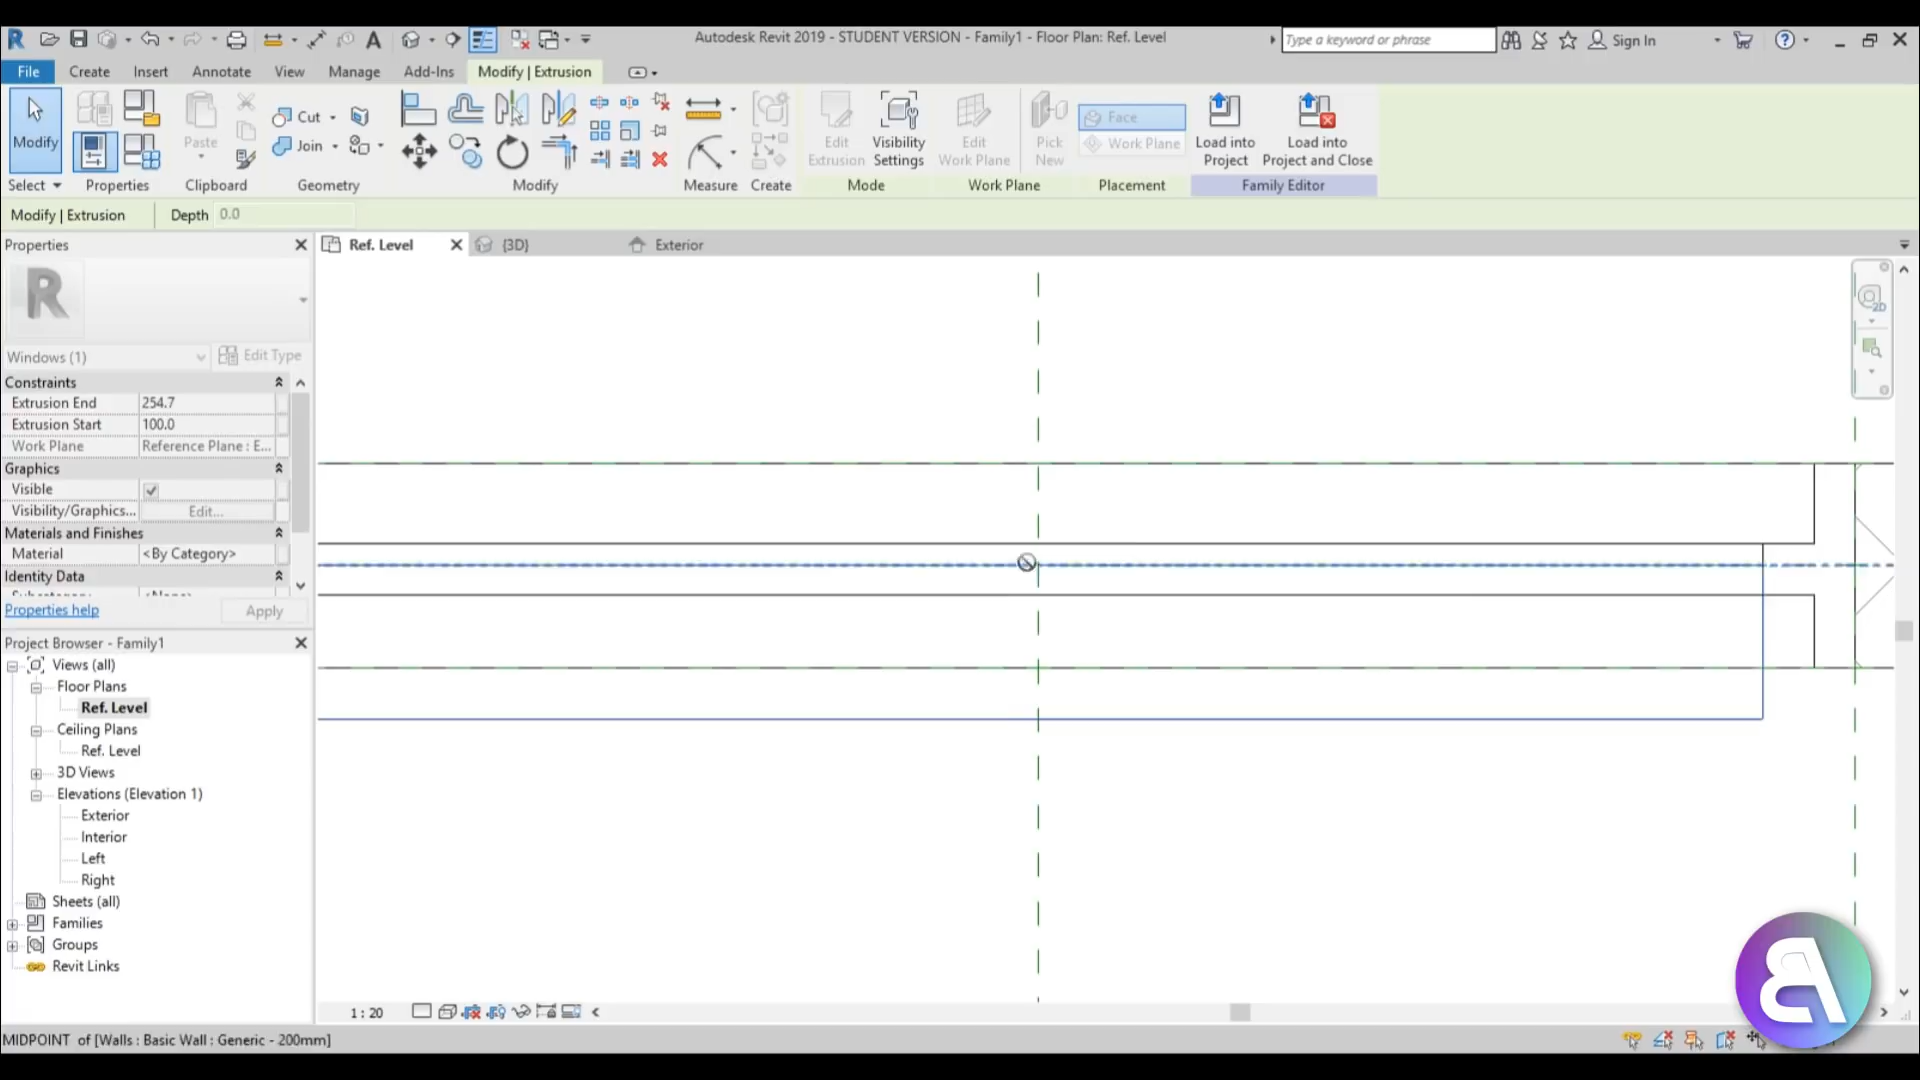 Autodesk Revit 2019 - STUDENT VERSION - Family1 - Floor Plan: Ref. Level
Type a keyword or phrase
Sign In
File Create Insert Annotate View Manage Add-Ins Modify | Extrusion
Modify
Paste
Cut
Join
Edit Extrusion
Visibility Settings
Edit Work Plane
Pick New
Face
Work Plane
Load into Project
Load into Project and Close
Select Properties Clipboard Geometry Modify Measure Create Mode Work Plane Placement Family Editor
Modify | Extrusion Depth 0.0
Properties
Ref. Level {3D} Exterior
R
2D
Windows (1) Edit Type
Constraints
Extrusion End 254.7
Extrusion Start 100.0
Work Plane Reference Plane : E...
Graphics
Visible
Visibility/Graphics... Edit...
Materials and Finishes
Material <By Category>
Identity Data
Properties help Apply
Project Browser - Family1
Views (all)
Floor Plans
Ref. Level
Ceiling Plans
Ref. Level
3D Views
Elevations (Elevation 1)
Exterior
Interior
Left
Right
Sheets (all)
Families
Groups
Revit Links
1 : 20
MIDPOINT of [Walls : Basic Wall : Generic - 200mm]